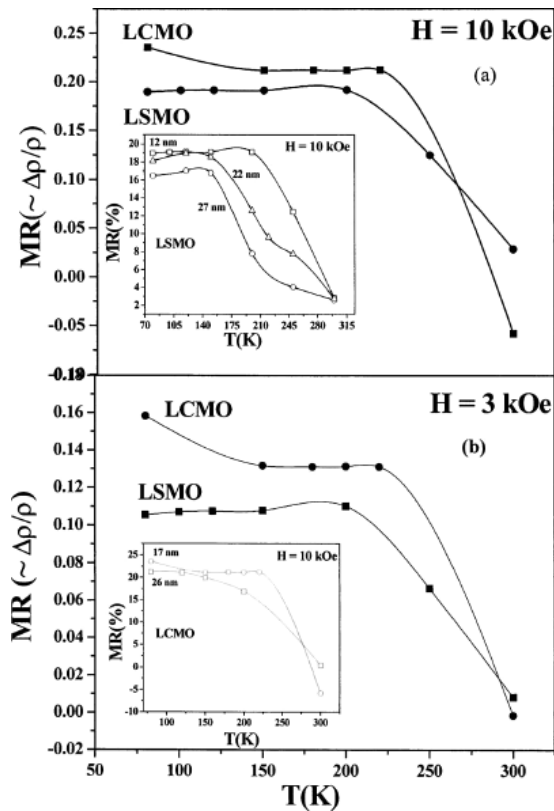 0.25
0.20
0.15
0.10
0.05
0.00
-0.05
-0.10
MR(~ Δρ/ρ)
LCMO
H = 10 kOe
(a)
LSMO
20
18
16
14
12
10
8
6
4
2
MR(%)
12 nm
H = 10 kOe
22 nm
27 nm
LSMO
70 105 140 175 210 245 280 315
T(K)
0.18
0.16
0.14
0.12
0.10
0.08
0.06
0.04
0.02
0.00
-0.02
MR (~ Δρ/ρ)
LCMO
H = 3 kOe
(b)
LSMO
25
20
15
10
5
0
-5
-10
MR(%)
17 nm
H = 10 kOe
26 nm
LCMO
100 150 200 250 300
T(K)
50 100 150 200 250 300
T(K)